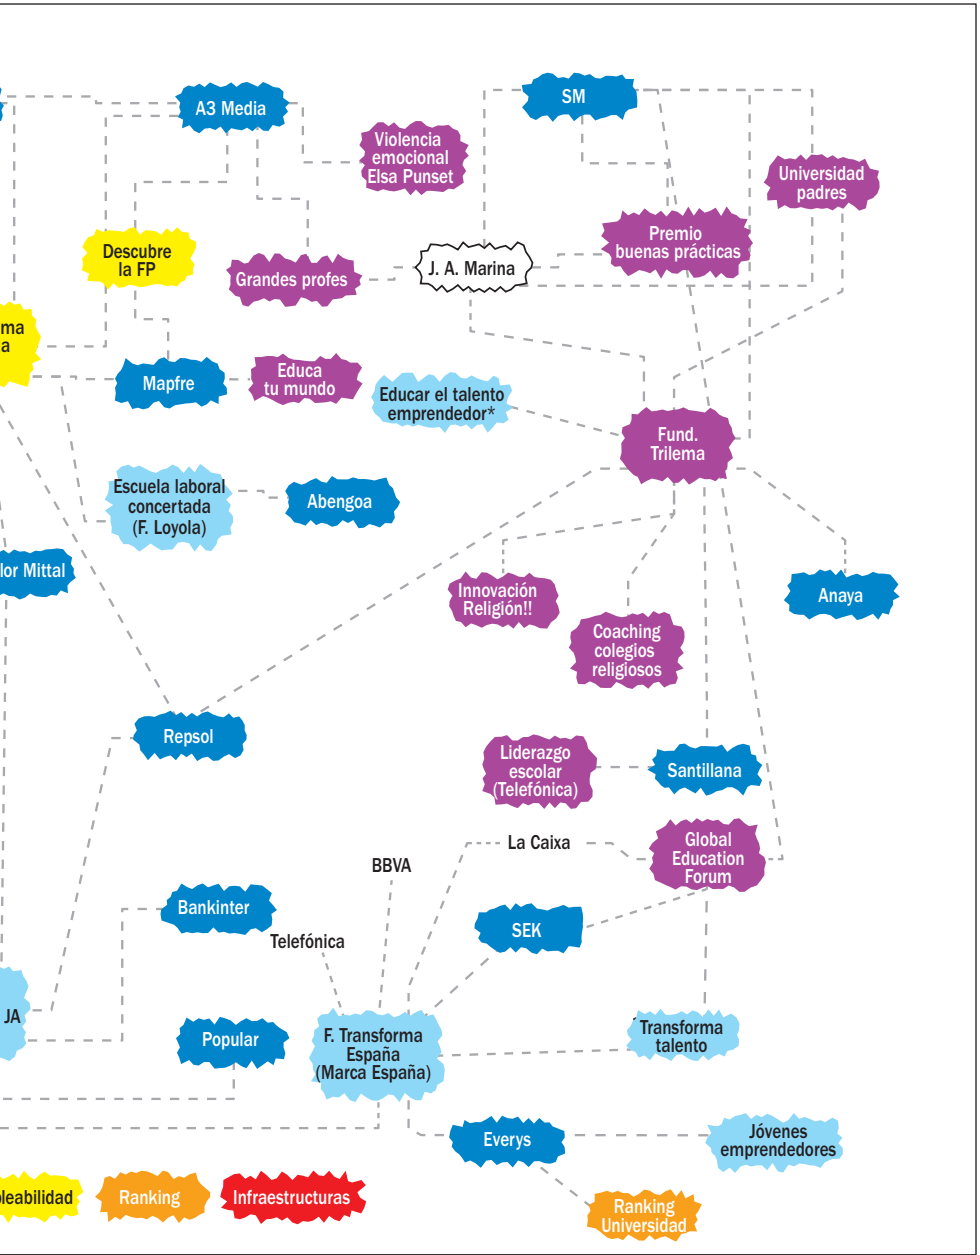 SM
A3 Media
Violencia
emocional
Elsa Punset
Universidad
padres
Premio
buenas prácticas
Descubre
la FP
J. A. Marina
Grandes profes
ma
a
Mapfre
Educa
tu mundo
Educar el talento
emprendedor*
Fund.
Trilema
Escuela laboral
concertada
(F. Loyola)
Abengoa
lor Mittal
Innovación
Religión!!
Anaya
Coaching
colegios
religiosos
Repsol
Liderazgo
escolar
(Telefónica)
Santillana
La Caixa
Global
Education
Forum
BBVA
Bankinter
Telefónica
SEK
JA
Popular
F. Transforma
España
(Marca España)
Transforma
talento
Everys
Jóvenes
emprendedores
leabilidad
Ranking
Infraestructuras
Ranking
Universidad